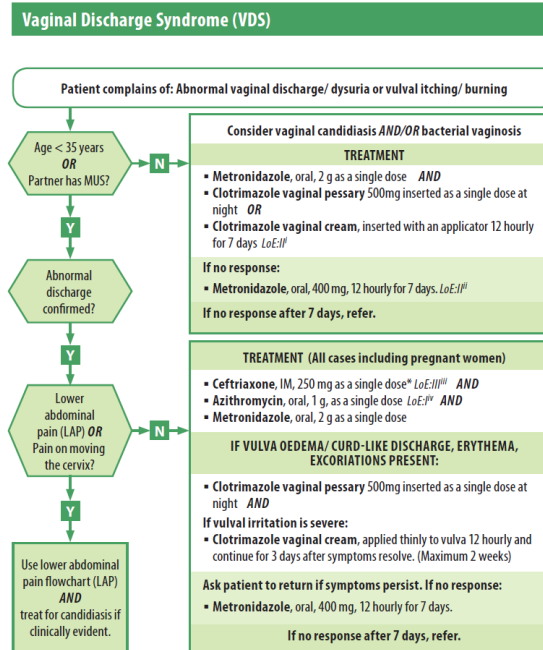 Vaginal Discharge Syndrome (VDS)
Patient complains of: Abnormal vaginal discharge/ dysuria or vulval itching/ burning
Age < 35 years
OR
Partner has MUS?
N
Consider vaginal candidiasis AND/OR bacterial vaginosis
TREATMENT
▪ Metronidazole, oral, 2 g as a single dose AND
▪ Clotrimazole vaginal pessary 500mg inserted as a single dose at
night OR
▪ Clotrimazole vaginal cream, inserted with an applicator 12 hourly
for 7 days LoE:IIⁱ
If no response:
▪ Metronidazole, oral, 400 mg, 12 hourly for 7 days. LoE:IIⁱⁱ
If no response after 7 days, refer.
Y
Abnormal
discharge
confirmed?
Y
Lower
abdominal
pain (LAP) OR
Pain on moving
the cervix?
N
TREATMENT (All cases including pregnant women)
▪ Ceftriaxone, IM, 250 mg as a single dose* LoE:IIIⁱⁱⁱ AND
▪ Azithromycin, oral, 1 g, as a single dose LoE:Iⁱᵛ AND
▪ Metronidazole, oral, 2 g as a single dose
IF VULVA OEDEMA/ CURD-LIKE DISCHARGE, ERYTHEMA,
EXCORIATIONS PRESENT:
▪ Clotrimazole vaginal pessary 500mg inserted as a single dose at
night AND
If vulval irritation is severe:
▪ Clotrimazole vaginal cream, applied thinly to vulva 12 hourly and
continue for 3 days after symptoms resolve. (Maximum 2 weeks)
Ask patient to return if symptoms persist. If no response:
▪ Metronidazole, oral, 400 mg, 12 hourly for 7 days.
If no response after 7 days, refer.
Y
Use lower abdominal
pain flowchart (LAP)
AND
treat for candidiasis if
clinically evident.